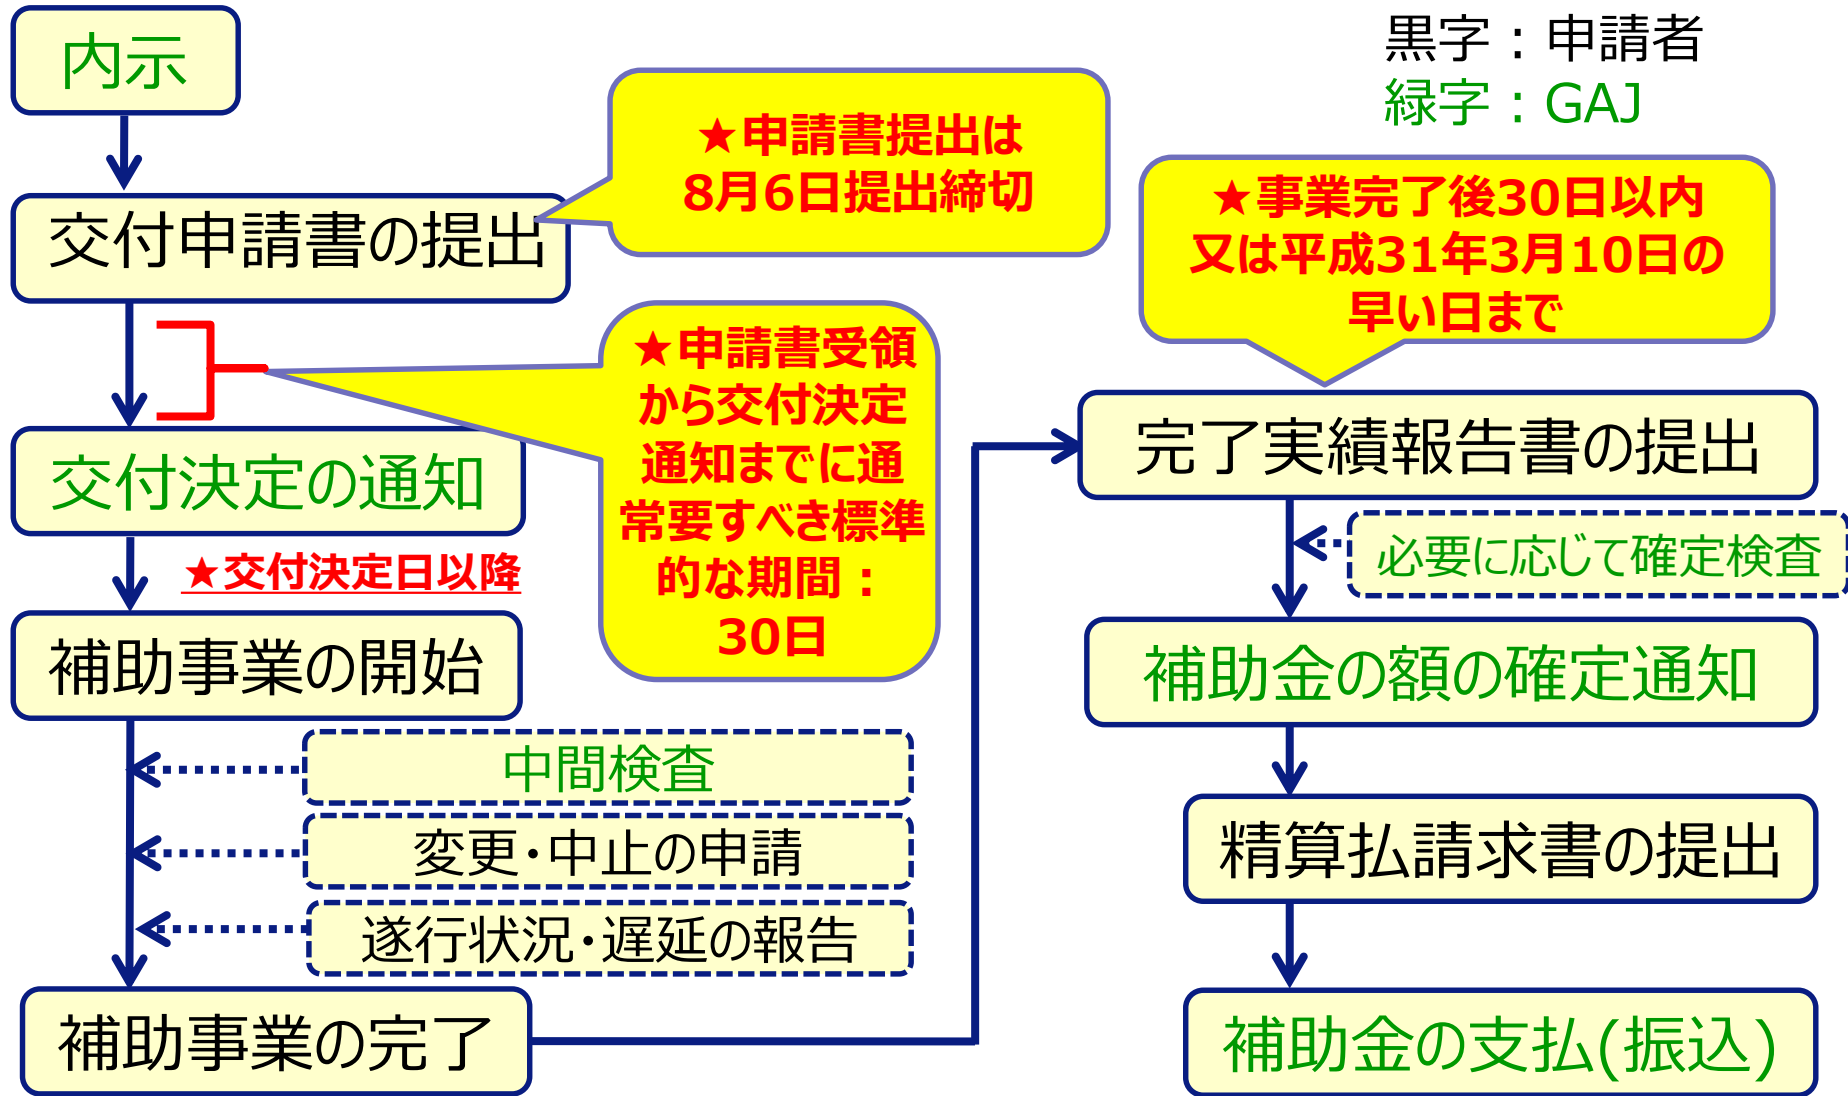 内示
黒字：申請者
緑字：GAJ
★申請書提出は
8月6日提出締切
交付申請書の提出
★申請書受領
から交付決定
通知までに通
常要すべき標準
的な期間：
30日
交付決定の通知
★交付決定日以降
補助事業の開始
中間検査
変更・中止の申請
遂行状況・遅延の報告
補助事業の完了
★事業完了後30日以内
又は平成31年3月10日の
早い日まで
完了実績報告書の提出
必要に応じて確定検査
補助金の額の確定通知
精算払請求書の提出
補助金の支払(振込)